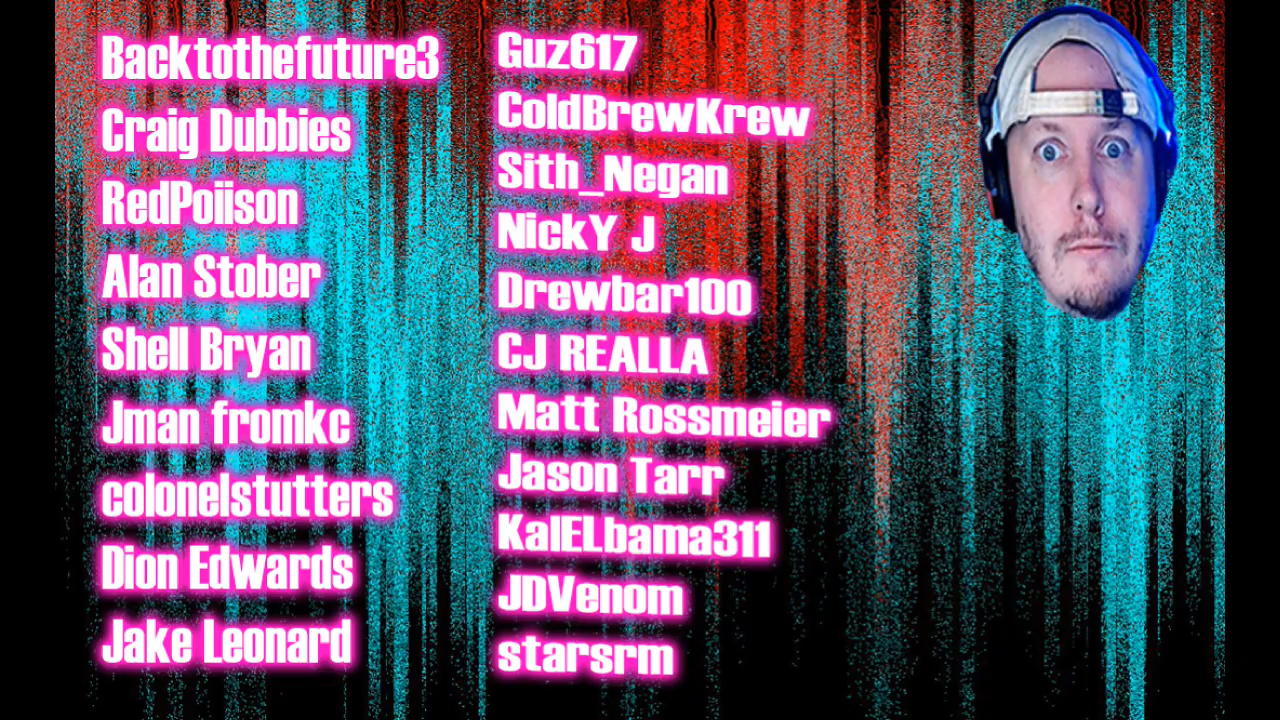 Backtothefuture3
Craig Dubbies
RedPoiison
Alan Stober
Shell Bryan
Jman fromkc
colonelstutters
Dion Edwards
Jake Leonard
Guz617
ColdBrewKrew
Sith_Negan
NickY J
Drewbar100
CJ REALLA
Matt Rossmeier
Jason Tarr
KalELbama311
JDVenom
starsrm